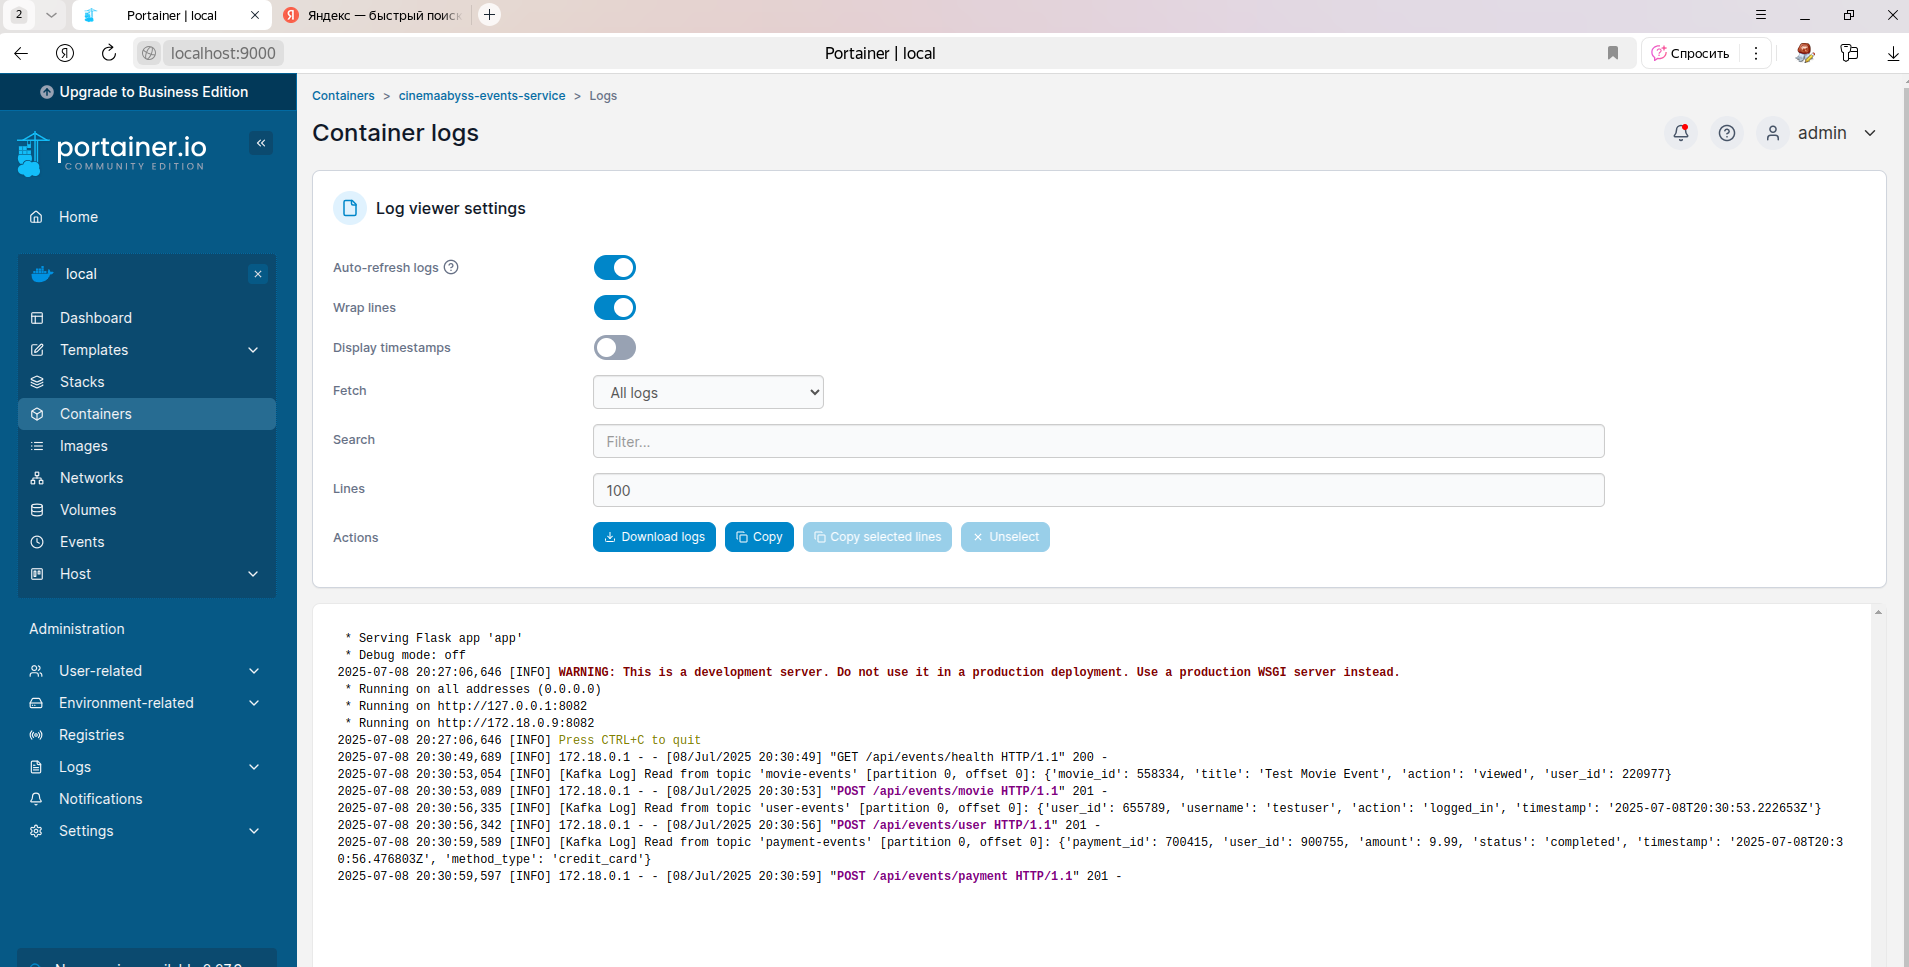 2
Portainer | local
Яндекс — быстрый поиск
localhost:9000
Portainer | local
Спросить
Upgrade to Business Edition
portainer.io
COMMUNITY EDITION
Home
local
Dashboard
Templates
Stacks
Containers
Images
Networks
Volumes
Events
Host
Administration
User-related
Environment-related
Registries
Logs
Notifications
Settings
Containers > cinemaabyss-events-service > Logs
Container logs
admin
Log viewer settings
Auto-refresh logs
Wrap lines
Display timestamps
Fetch
All logs
Search
Filter...
Lines
100
Actions
Download logs
Copy
Copy selected lines
Unselect
* Serving Flask app 'app'
* Debug mode: off
2025-07-08 20:27:06,646 [INFO] WARNING: This is a development server. Do not use it in a production deployment. Use a production WSGI server instead.
* Running on all addresses (0.0.0.0)
* Running on http://127.0.0.1:8082
* Running on http://172.18.0.9:8082
2025-07-08 20:27:06,646 [INFO] Press CTRL+C to quit
2025-07-08 20:30:49,689 [INFO] 172.18.0.1 - - [08/Jul/2025 20:30:49] "GET /api/events/health HTTP/1.1" 200 -
2025-07-08 20:30:53,054 [INFO] [Kafka Log] Read from topic 'movie-events' [partition 0, offset 0]: {'movie_id': 558334, 'title': 'Test Movie Event', 'action': 'viewed', 'user_id': 220977}
2025-07-08 20:30:53,089 [INFO] 172.18.0.1 - - [08/Jul/2025 20:30:53] "POST /api/events/movie HTTP/1.1" 201 -
2025-07-08 20:30:56,335 [INFO] [Kafka Log] Read from topic 'user-events' [partition 0, offset 0]: {'user_id': 655789, 'username': 'testuser', 'action': 'logged_in', 'timestamp': '2025-07-08T20:30:53.222653Z'}
2025-07-08 20:30:56,342 [INFO] 172.18.0.1 - - [08/Jul/2025 20:30:56] "POST /api/events/user HTTP/1.1" 201 -
2025-07-08 20:30:59,589 [INFO] [Kafka Log] Read from topic 'payment-events' [partition 0, offset 0]: {'payment_id': 700415, 'user_id': 900755, 'amount': 9.99, 'status': 'completed', 'timestamp': '2025-07-08T20:3
0:56.476803Z', 'method_type': 'credit_card'}
2025-07-08 20:30:59,597 [INFO] 172.18.0.1 - - [08/Jul/2025 20:30:59] "POST /api/events/payment HTTP/1.1" 201 -